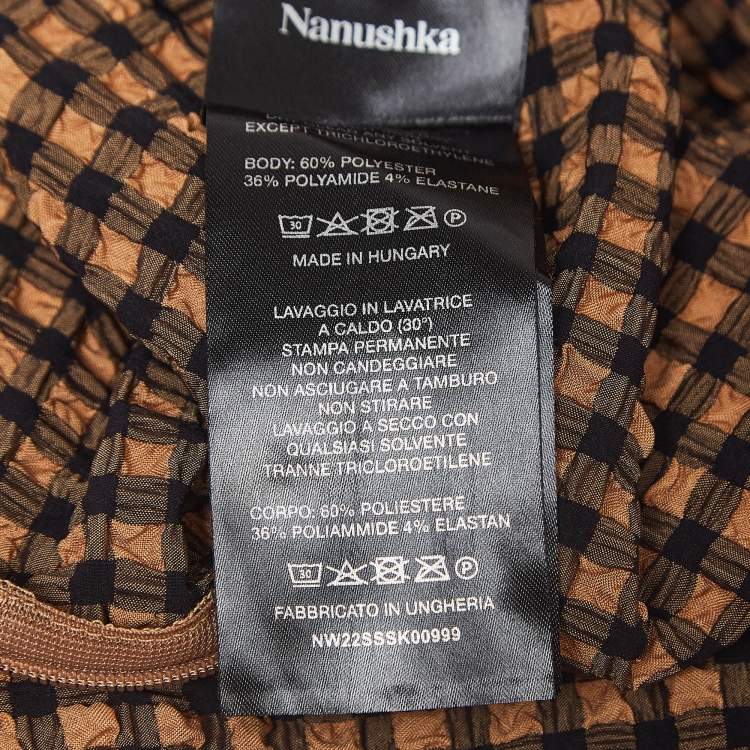 Nanushka
EXCEPT TRICHLOROETHYLENE
BODY: 60% POLYESTER
36% POLYAMIDE 4% ELASTANE
30 P
MADE IN HUNGARY
LAVAGGIO IN LAVATRICE
A CALDO (30°)
STAMPA PERMANENTE
NON CANDEGGIARE
NON ASCIUGARE A TAMBURO
NON STIRARE
LAVAGGIO A SECCO CON
QUALSIASI SOLVENTE
TRANNE TRICLOROETILENE
CORPO: 60% POLIESTERE
36% POLIAMMIDE 4% ELASTAN
30 P
FABBRICATO IN UNGHERIA
NW22SSSK00999